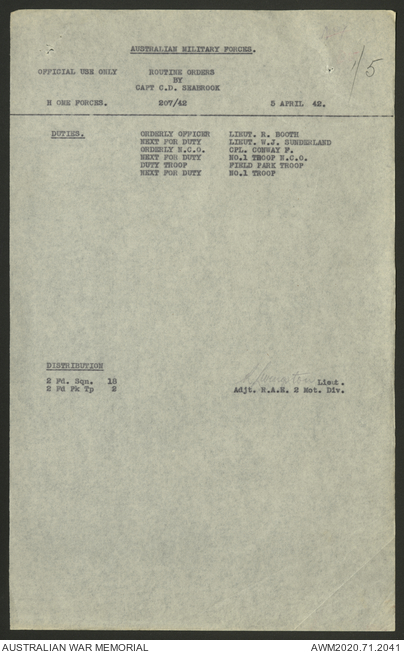 AUSTRALIAN MILITARY FORCES.
1/5
OFFICIAL USE ONLY ROUTINE ORDERS
BY
CAPT C.D. SHABROOK
H OME FORCES. 207/42 5 APRIL 42.
DUTIES. ORDERLY OFFICER LIEUT. R. BOOTH
NEXT FOR DUTY LIEUT. W.J. SUNDERLAND
ORDERLY N.C.O. CPL. CONWAY F.
NEXT FOR DUTY NO.1 TROOP N.C.O.
DUTY TROOP FIELD PARK TROOP
NEXT FOR DUTY NO.1 TROOP
DISTRIBUTION
2 Fd. Sqn. 18 Lieut.
2 Fd Pk Tp 2 Adjt. R.A.E. 2 Mot. Div.
AUSTRALIAN WAR MEMORIAL AWM2020.71.2041